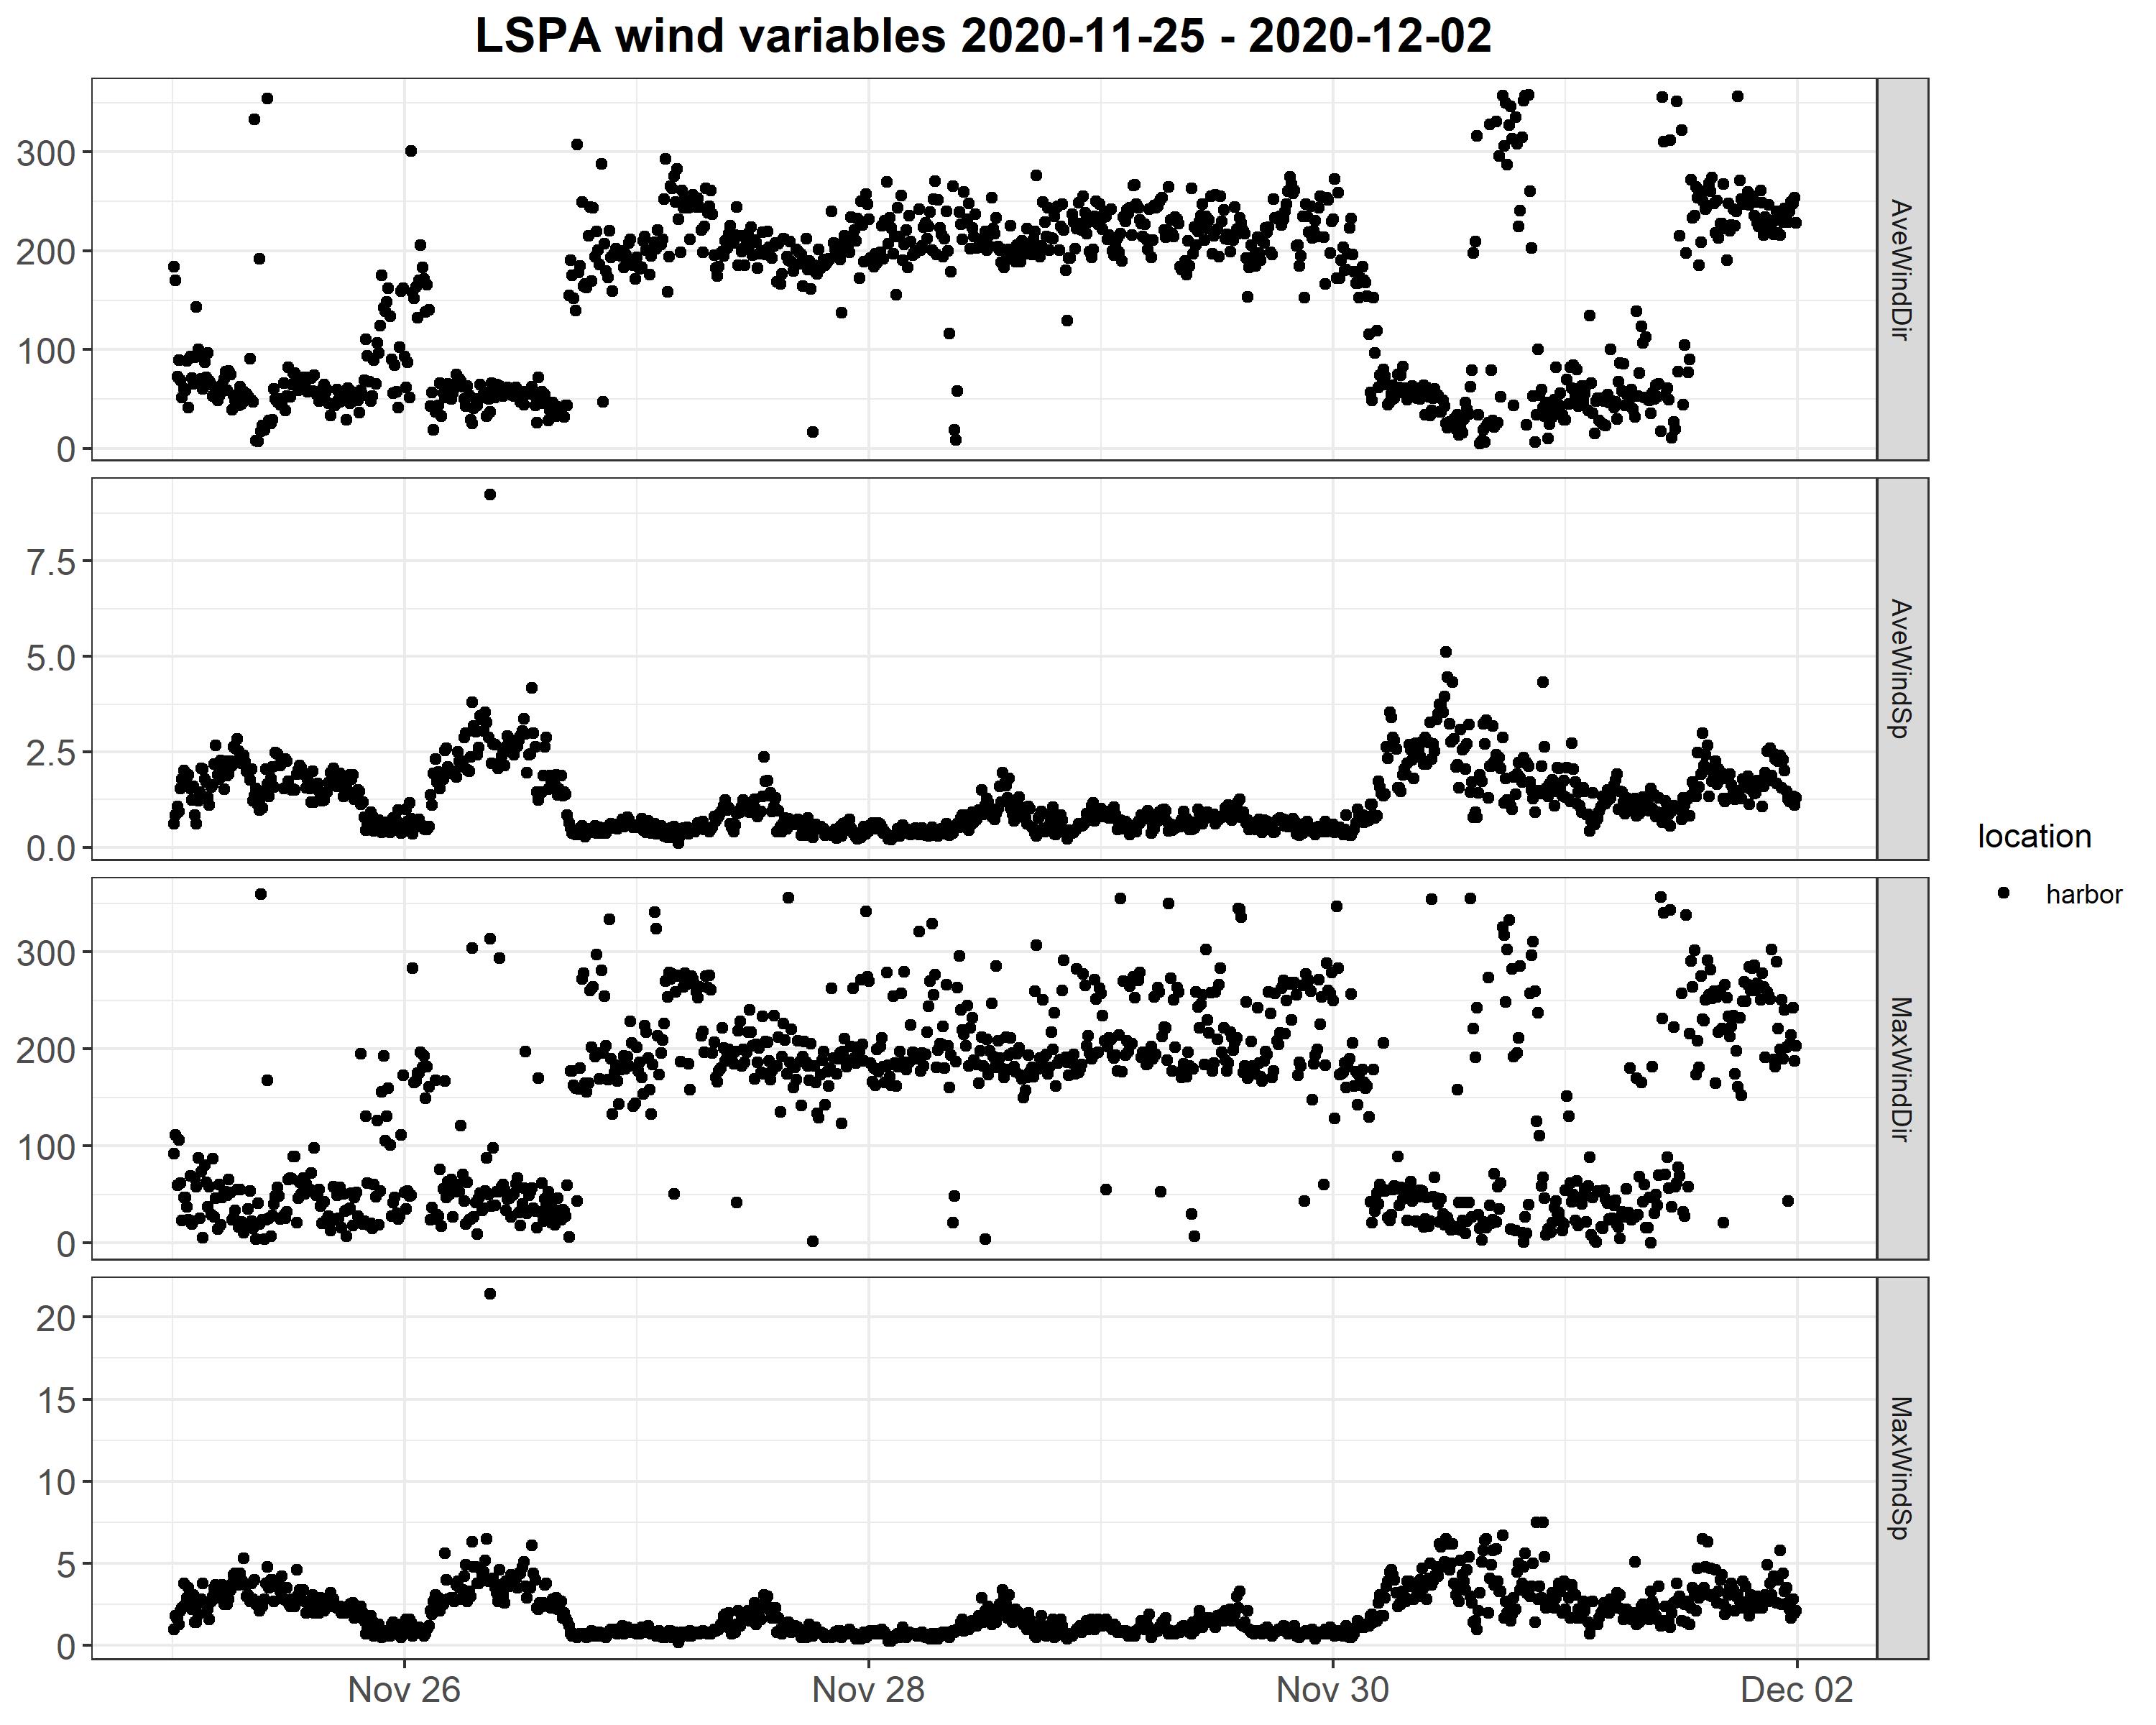 LSPA wind variables 2020-11-25 - 2020-12-02
300
200
100
0
AveWindDir
7.5
5.0
2.5
0.0
AveWindSp
300
200
100
0
MaxWindDir
20
15
10
5
0
MaxWindSp
Nov 26 Nov 28 Nov 30 Dec 02
location
harbor